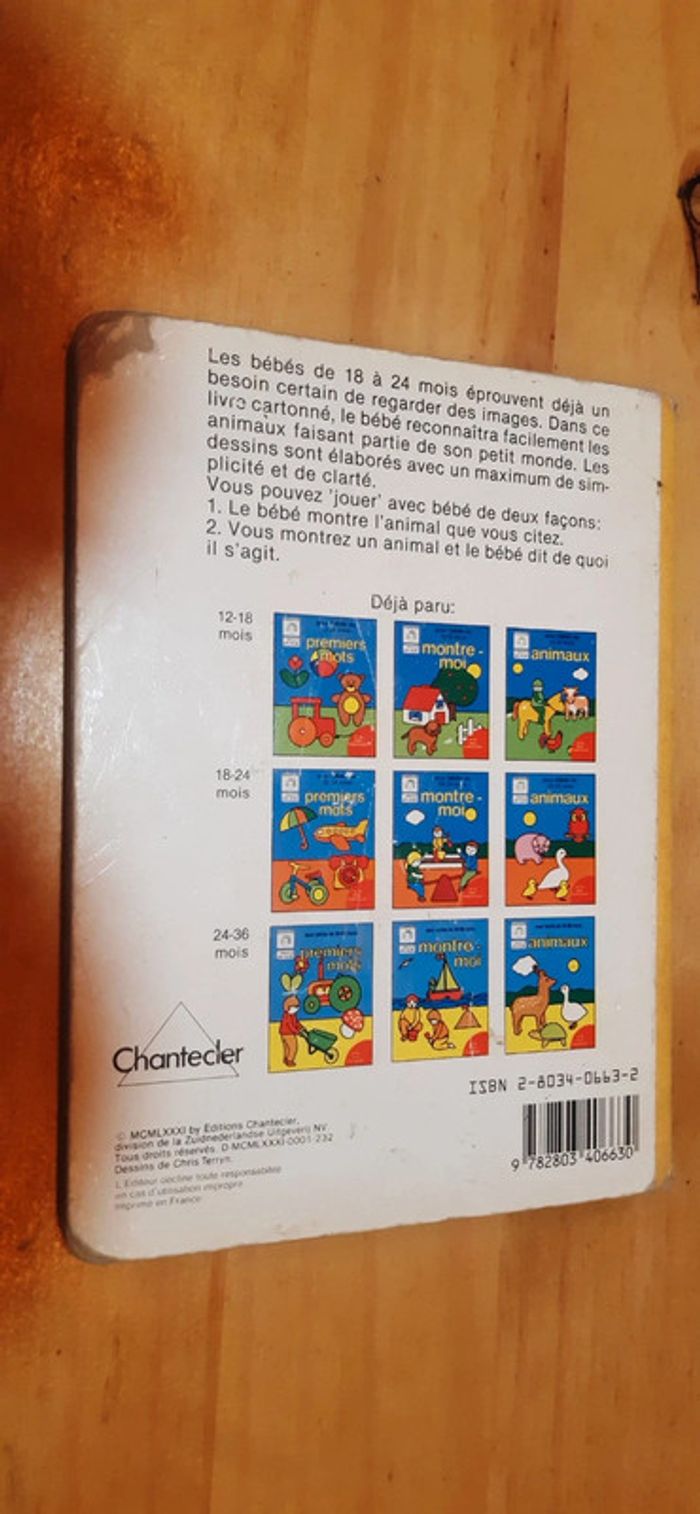 Les bébés de 18 à 24 mois éprouvent déjà un
besoin certain de regarder des images. Dans ce
livre cartonné, le bébé reconnaîtra facilement les
animaux faisant partie de son petit monde. Les
dessins sont élaborés avec un maximum de sim-
plicité et de clarté.
Vous pouvez 'jouer' avec bébé de deux façons:
1. Le bébé montre l'animal que vous citez.
2. Vous montrez un animal et le bébé dit de quoi
il s'agit.
Déjà paru:
12-18
mois
premiers
mots
montre-
moi
animaux
18-24
mois
premiers
mots
montre-
moi
animaux
24-36
mois
premiers
mots
montre-
moi
animaux
Chantecler
ISBN 2-8034-0663-2
9 782803 406630
© MCMLXXXI by Editions Chantecler,
division de la Zuidnederlandse Uitgeverij NV
Tous droits réservés. D-MCMLXXXI-0001-232
Dessins de Chris Terryn.
L'Editeur décline toute responsabilité
en cas d'utilisation impropre
Imprimé en France